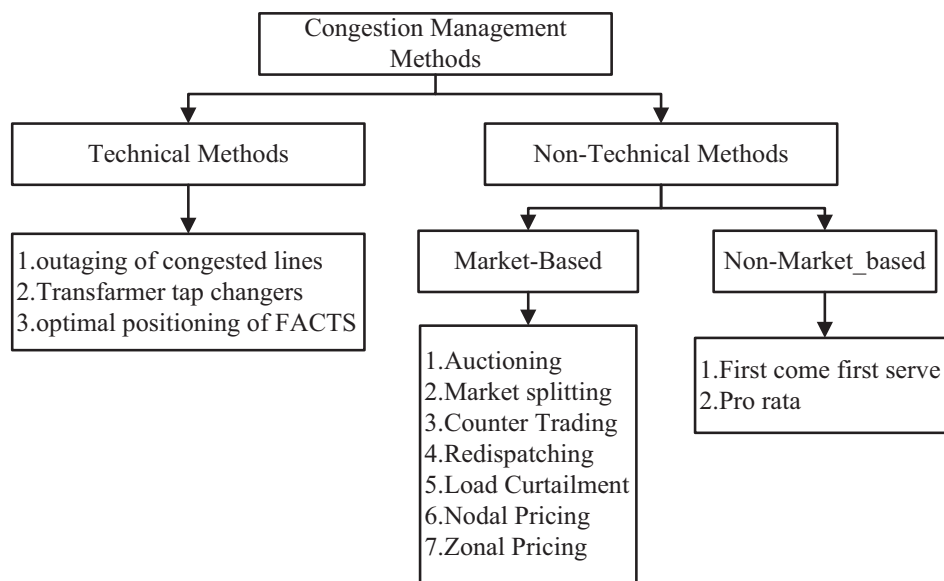 Congestion Management
Methods
Technical Methods
Non-Technical Methods
1.outaging of congested lines
2.Transfarmer tap changers
3.optimal positioning of FACTS
Market-Based
Non-Market_based
1.Auctioning
2.Market splitting
3.Counter Trading
4.Redispatching
5.Load Curtailment
6.Nodal Pricing
7.Zonal Pricing
1.First come first serve
2.Pro rata